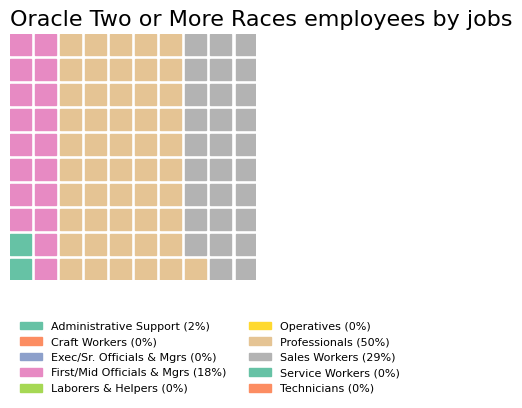 Oracle Two or More Races employees by jobs
Administrative Support (2%)
Craft Workers (0%)
Exec/Sr. Officials & Mgrs (0%)
First/Mid Officials & Mgrs (18%)
Laborers & Helpers (0%)
Operatives (0%)
Professionals (50%)
Sales Workers (29%)
Service Workers (0%)
Technicians (0%)